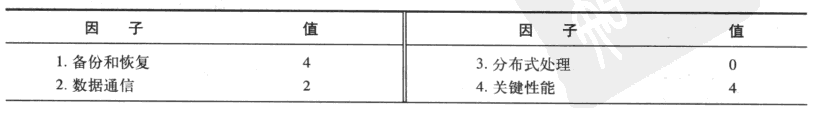 因 子 值 因 子 值
1. 备份和恢复 4 3. 分布式处理 0
2. 数据通信 2 4. 关键性能 4